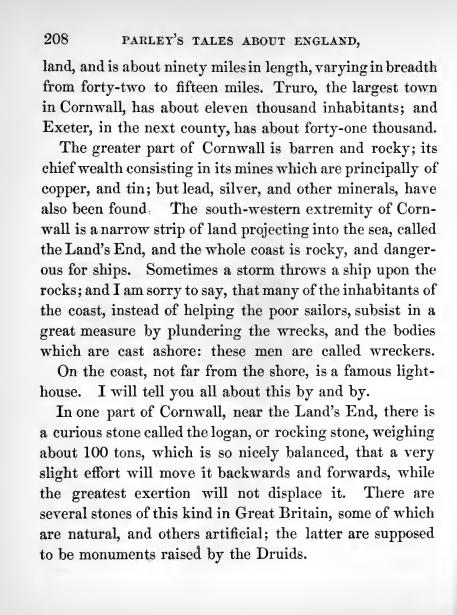 208 PARLEY'S TALES ABOUT ENGLAND,
land, and is about ninety miles in length, varying in breadth
from forty-two to fifteen miles. Truro, the largest town
in Cornwall, has about eleven thousand inhabitants; and
Exeter, in the next county, has about forty-one thousand.
The greater part of Cornwall is barren and rocky; its
chief wealth consisting in its mines which are principally of
copper, and tin; but lead, silver, and other minerals, have
also been found. The south-western extremity of Corn-
wall is a narrow strip of land projecting into the sea, called
the Land's End, and the whole coast is rocky, and danger-
ous for ships. Sometimes a storm throws a ship upon the
rocks; and I am sorry to say, that many of the inhabitants of
the coast, instead of helping the poor sailors, subsist in a
great measure by plundering the wrecks, and the bodies
which are cast ashore: these men are called wreckers.
On the coast, not far from the shore, is a famous light-
house. I will tell you all about this by and by.
In one part of Cornwall, near the Land's End, there is
a curious stone called the logan, or rocking stone, weighing
about 100 tons, which is so nicely balanced, that a very
slight effort will move it backwards and forwards, while
the greatest exertion will not displace it. There are
several stones of this kind in Great Britain, some of which
are natural, and others artificial; the latter are supposed
to be monuments raised by the Druids.